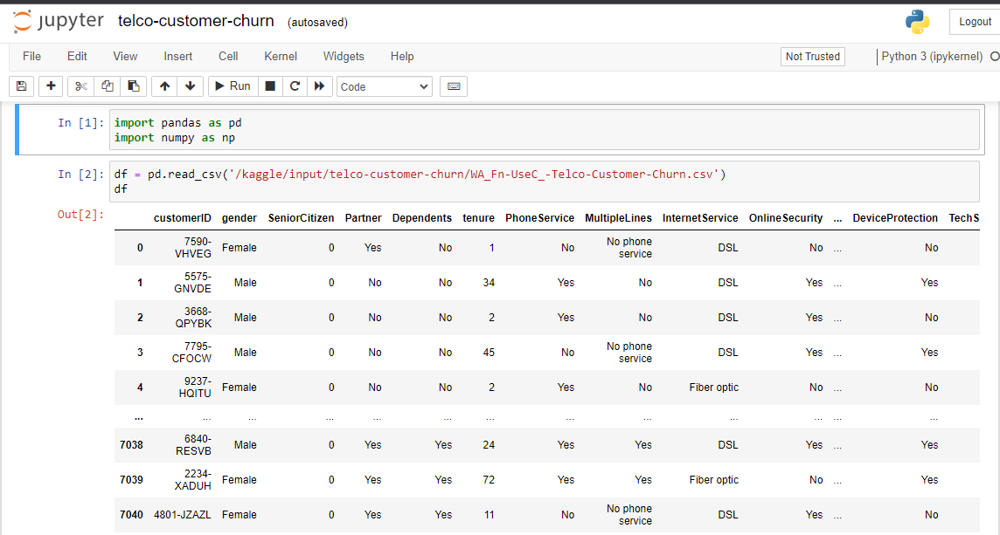 jupyter telco-customer-churn (autosaved) Logout
File Edit View Insert Cell Kernel Widgets Help Not Trusted Python 3 (ipykernel)
Run Code
In [1]: import pandas as pd
import numpy as np
In [2]: df = pd.read_csv('/kaggle/input/telco-customer-churn/WA_Fn-UseC_-Telco-Customer-Churn.csv')
df
Out[2]:
customerID gender SeniorCitizen Partner Dependents tenure PhoneService MultipleLines InternetService OnlineSecurity ... DeviceProtection TechS
0 7590-VHVEG Female 0 Yes No 1 No No phone service DSL No ... No
1 5575-GNVDE Male 0 No No 34 Yes No DSL Yes ... Yes
2 3668-QPYBK Male 0 No No 2 Yes No DSL Yes ... No
3 7795-CFOCW Male 0 No No 45 No No phone service DSL Yes ... Yes
4 9237-HQITU Female 0 No No 2 Yes No Fiber optic No ... No
... ... ... ... ... ... ... ... ... ... ... ... ...
7038 6840-RESVB Male 0 Yes Yes 24 Yes Yes DSL Yes ... Yes
7039 2234-XADUH Female 0 Yes Yes 72 Yes Yes Fiber optic No ... Yes
7040 4801-JZAZL Female 0 Yes Yes 11 No No phone service DSL Yes ... No